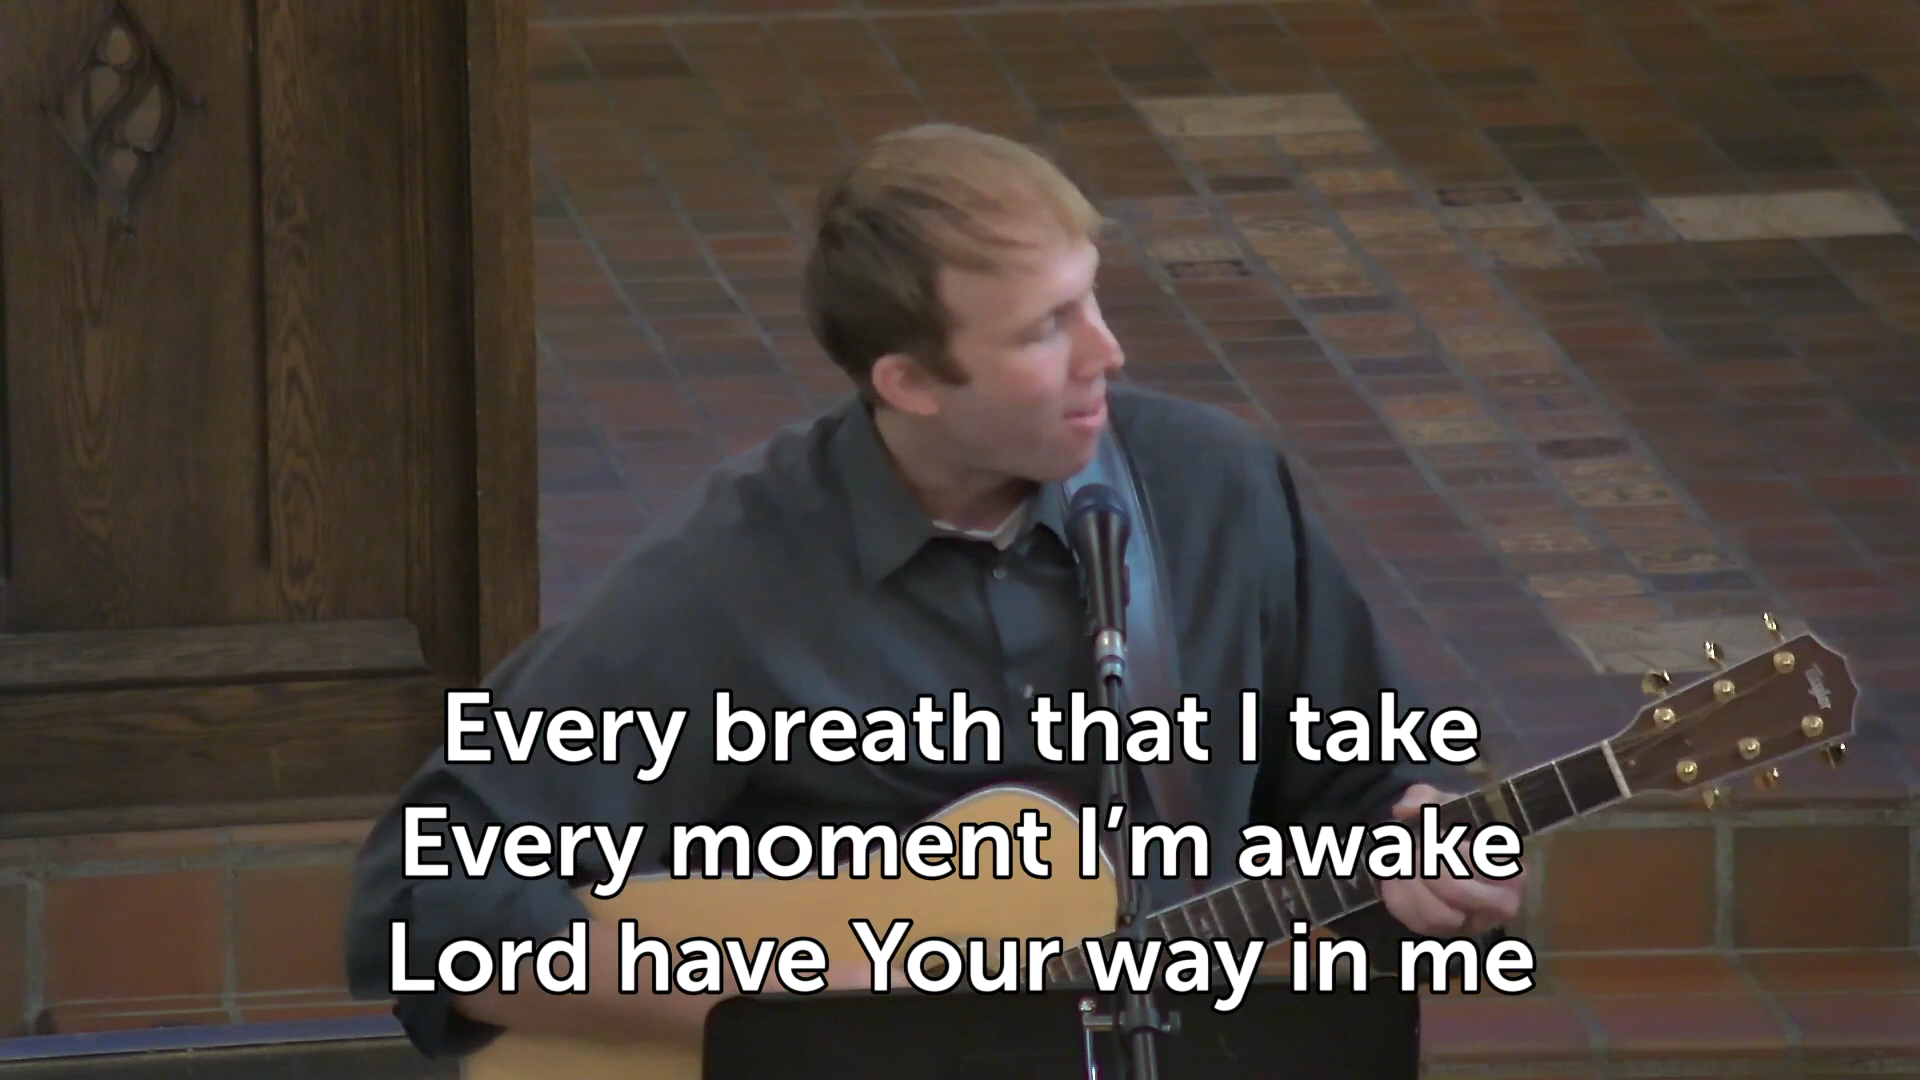 Every breath that I take
Every moment I’m awake
Lord have Your way in me